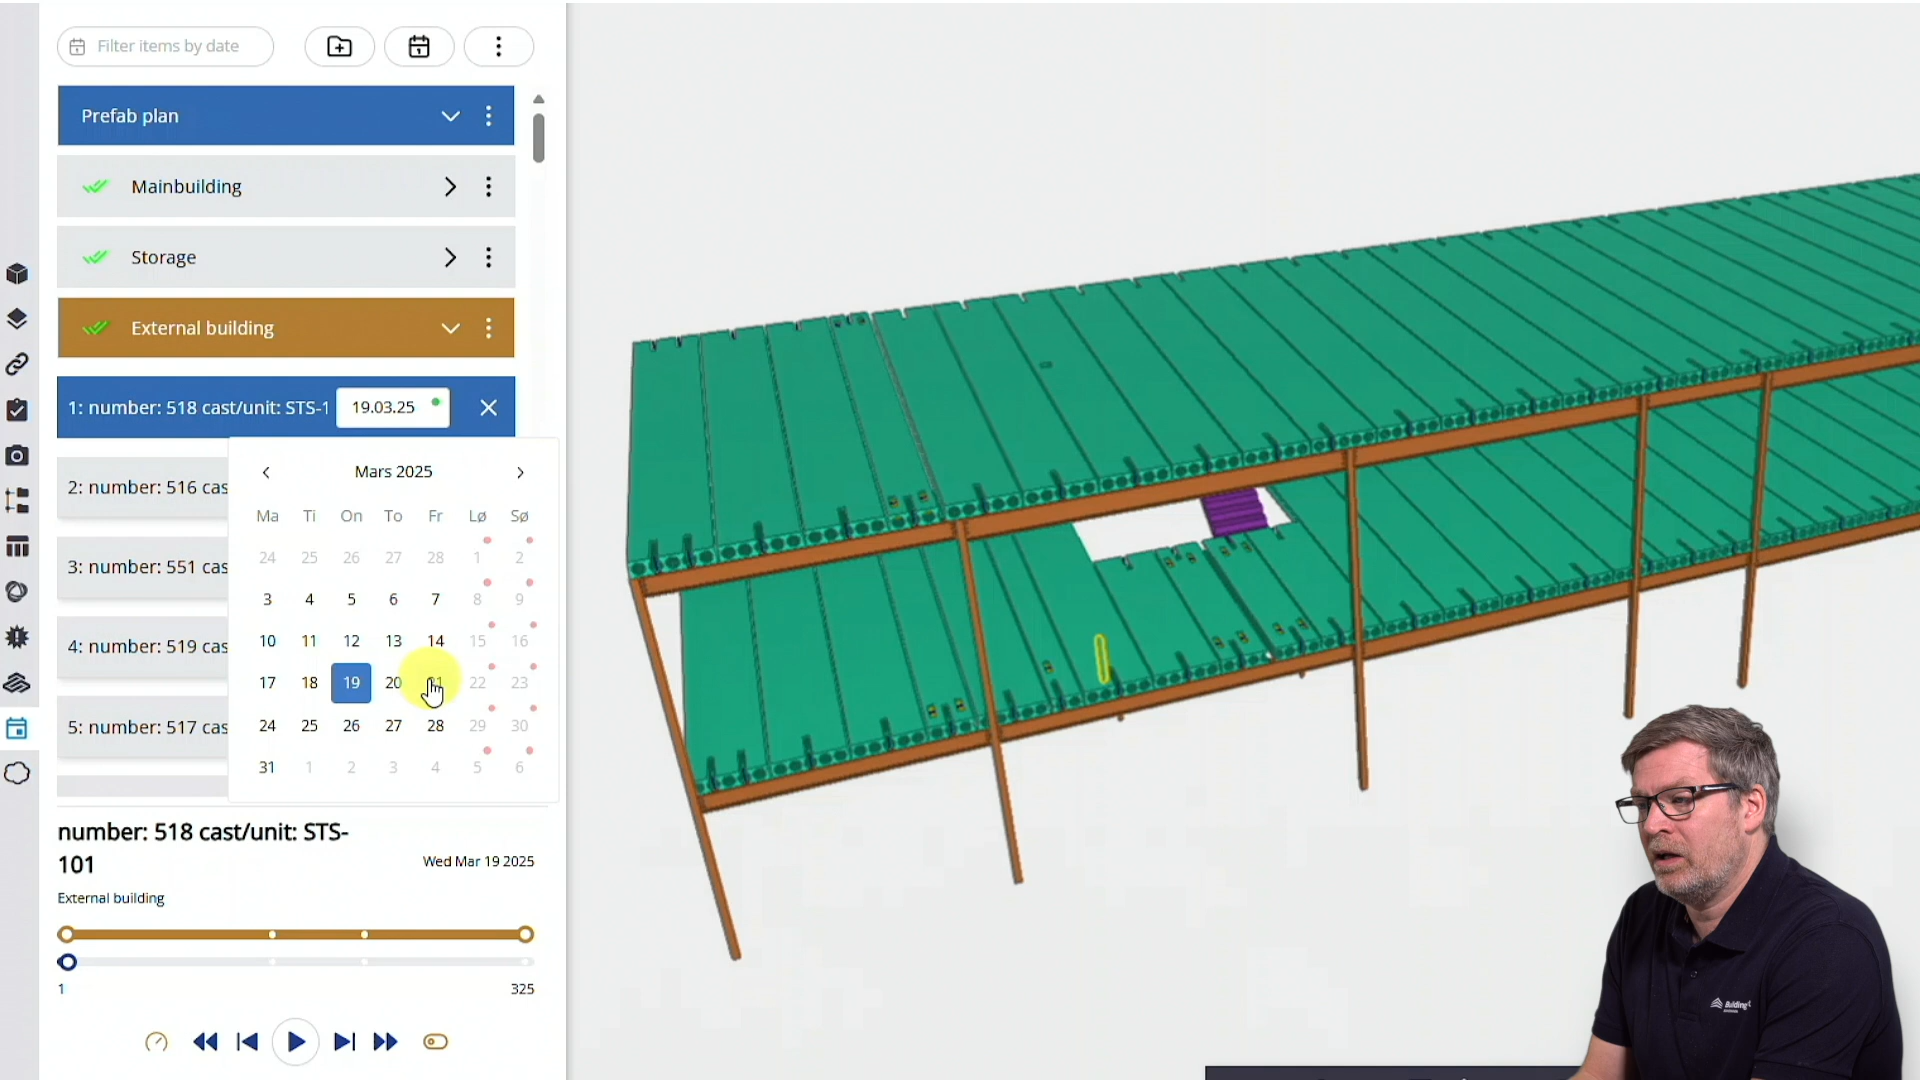 Filter items by date
Prefab plan
Mainbuilding
Storage
External building
1: number: 518 cast/unit: STS-1
19.03.25
2: number: 516 cas
3: number: 551 cas
4: number: 519 cas
5: number: 517 cas
Mars 2025
Ma Ti On To Fr Lø Sø
24 25 26 27 28 1 2
3 4 5 6 7 8 9
10 11 12 13 14 15 16
17 18 19 20 21 22 23
24 25 26 27 28 29 30
31 1 2 3 4 5 6
number: 518 cast/unit: STS-
101
Wed Mar 19 2025
External building
1
325